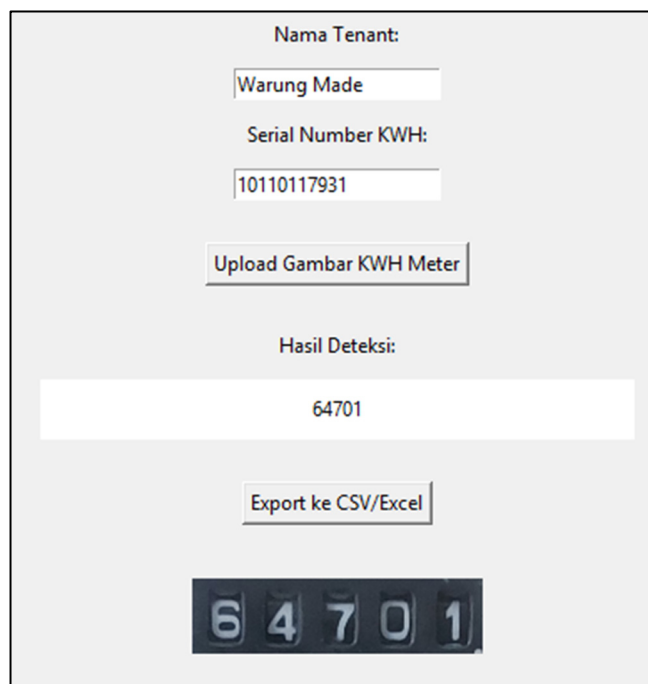 Nama Tenant:
Warung Made
Serial Number KWH:
10110117931
Upload Gambar KWH Meter
Hasil Deteksi:
64701
Export ke CSV/Excel
64701